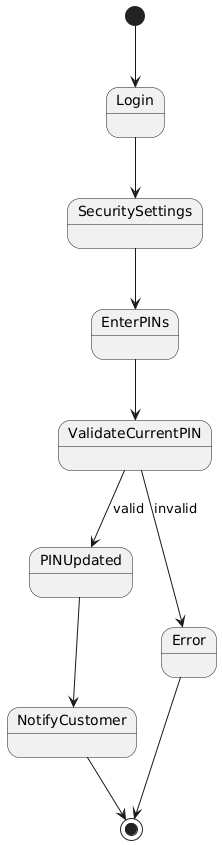 Login
SecuritySettings
EnterPINs
ValidateCurrentPIN
valid
invalid
PINUpdated
Error
NotifyCustomer